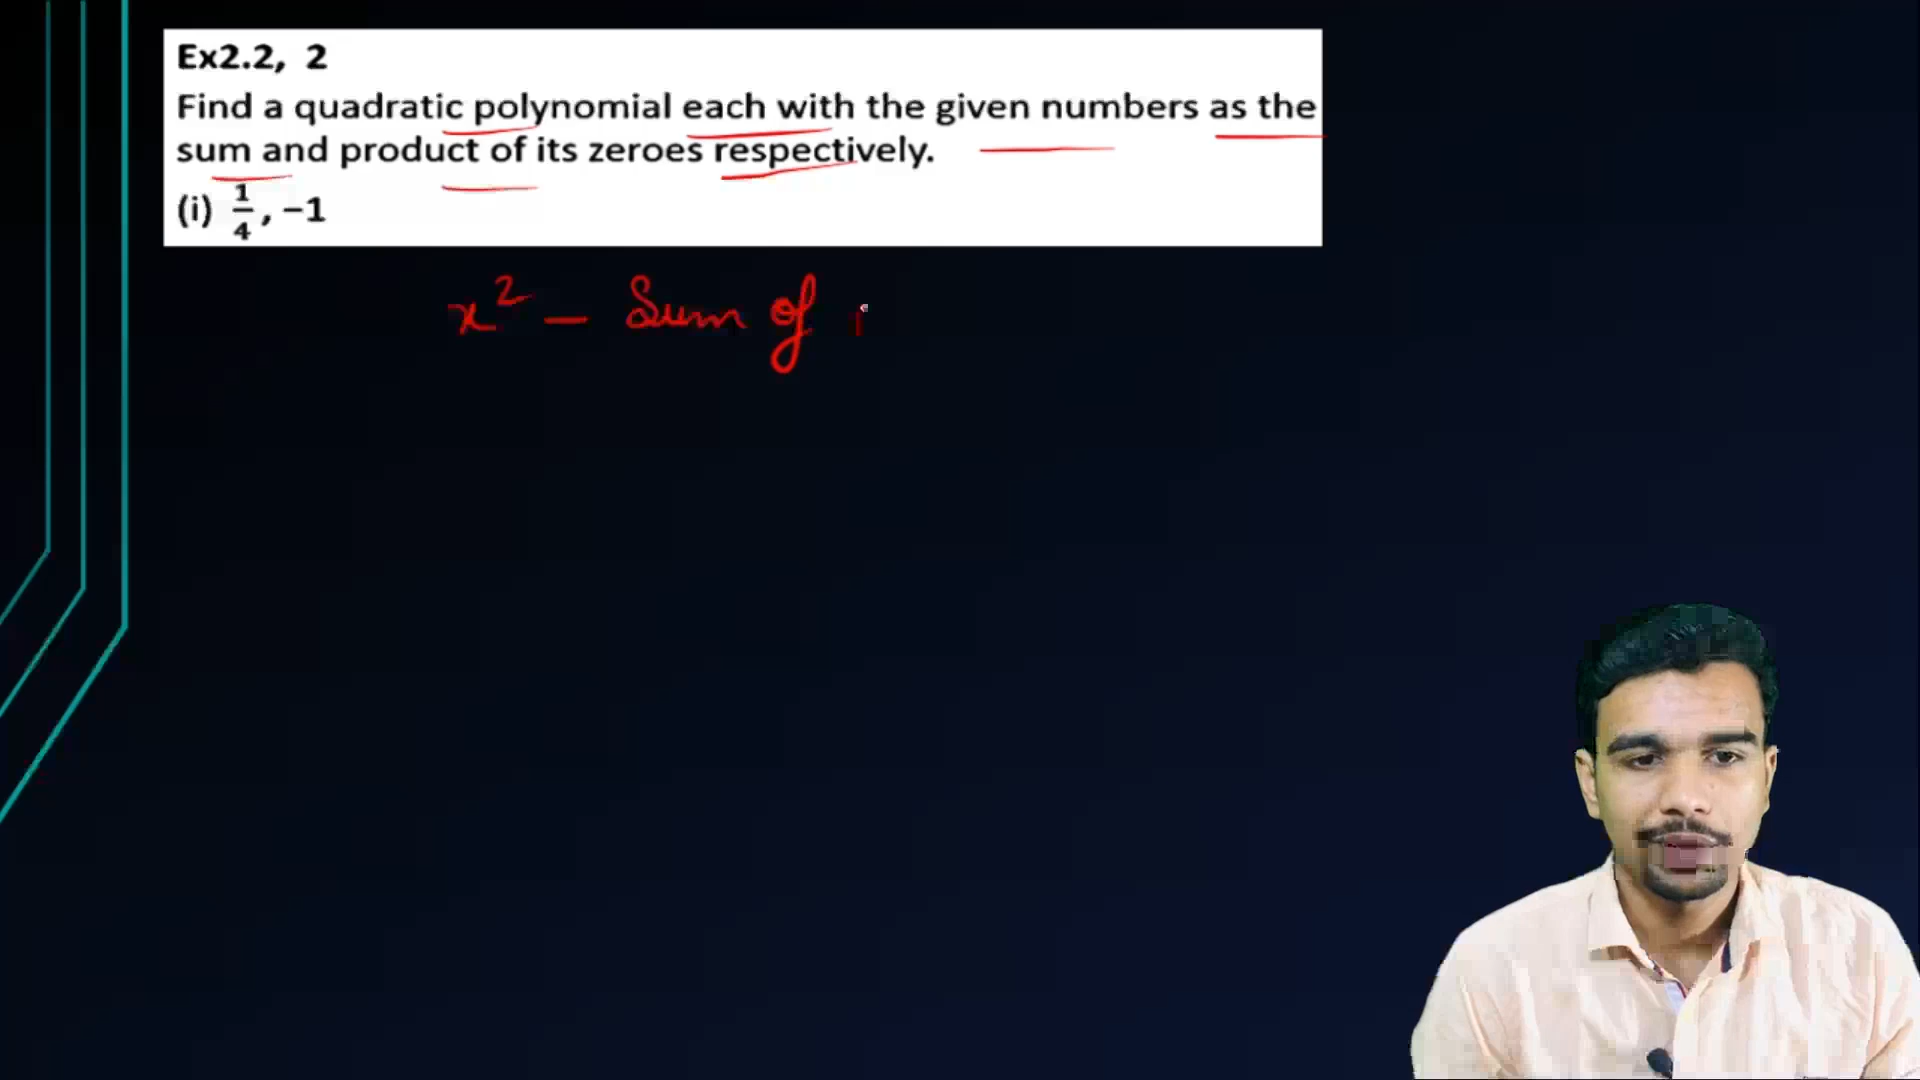 Ex2.2, 2
Find a quadratic polynomial each with the given numbers as the
sum and product of its zeroes respectively.
(i) 1/4 , −1
x² − Sum of